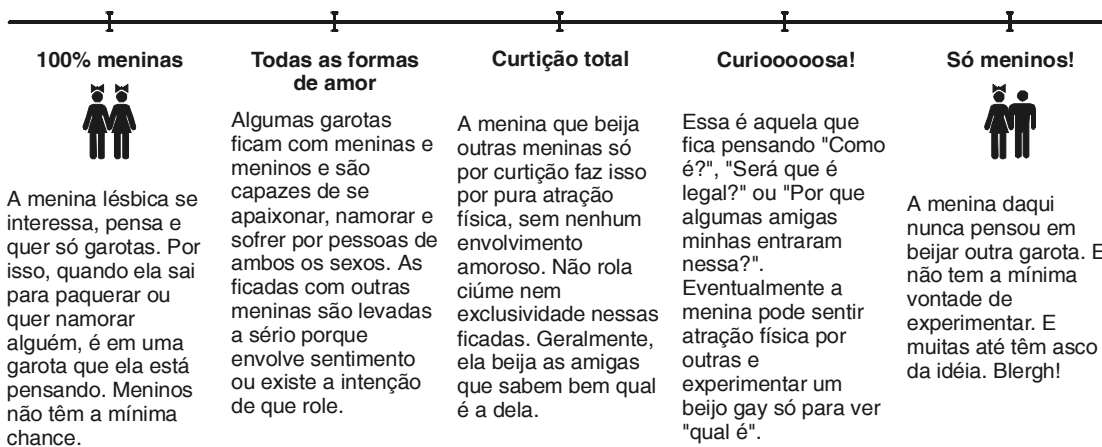 100% meninas
A menina lésbica se
interessa, pensa e
quer só garotas. Por
isso, quando ela sai
para paquerar ou
quer namorar
alguém, é em uma
garota que ela está
pensando. Meninos
não têm a mínima
chance.
Todas as formas
de amor
Algumas garotas
ficam com meninas e
meninos e são
capazes de se
apaixonar, namorar e
sofrer por pessoas de
ambos os sexos. As
ficadas com outras
meninas são levadas
a sério porque
envolve sentimento
ou existe a intenção
de que role.
Curtição total
A menina que beija
outras meninas só
por curtição faz isso
por pura atração
física, sem nenhum
envolvimento
amoroso. Não rola
ciúme nem
exclusividade nessas
ficadas. Geralmente,
ela beija as amigas
que sabem bem qual
é a dela.
Curioooooosa!
Essa é aquela que
fica pensando "Como
é?", "Será que é
legal?" ou "Por que
algumas amigas
minhas entraram
nessa?".
Eventualmente a
menina pode sentir
atração física por
outras e
experimentar um
beijo gay só para ver
"qual é".
Só meninos!
A menina daqui
nunca pensou em
beijar outra garota. E
não tem a mínima
vontade de
experimentar. E
muitas até têm asco
da idéia. Blergh!